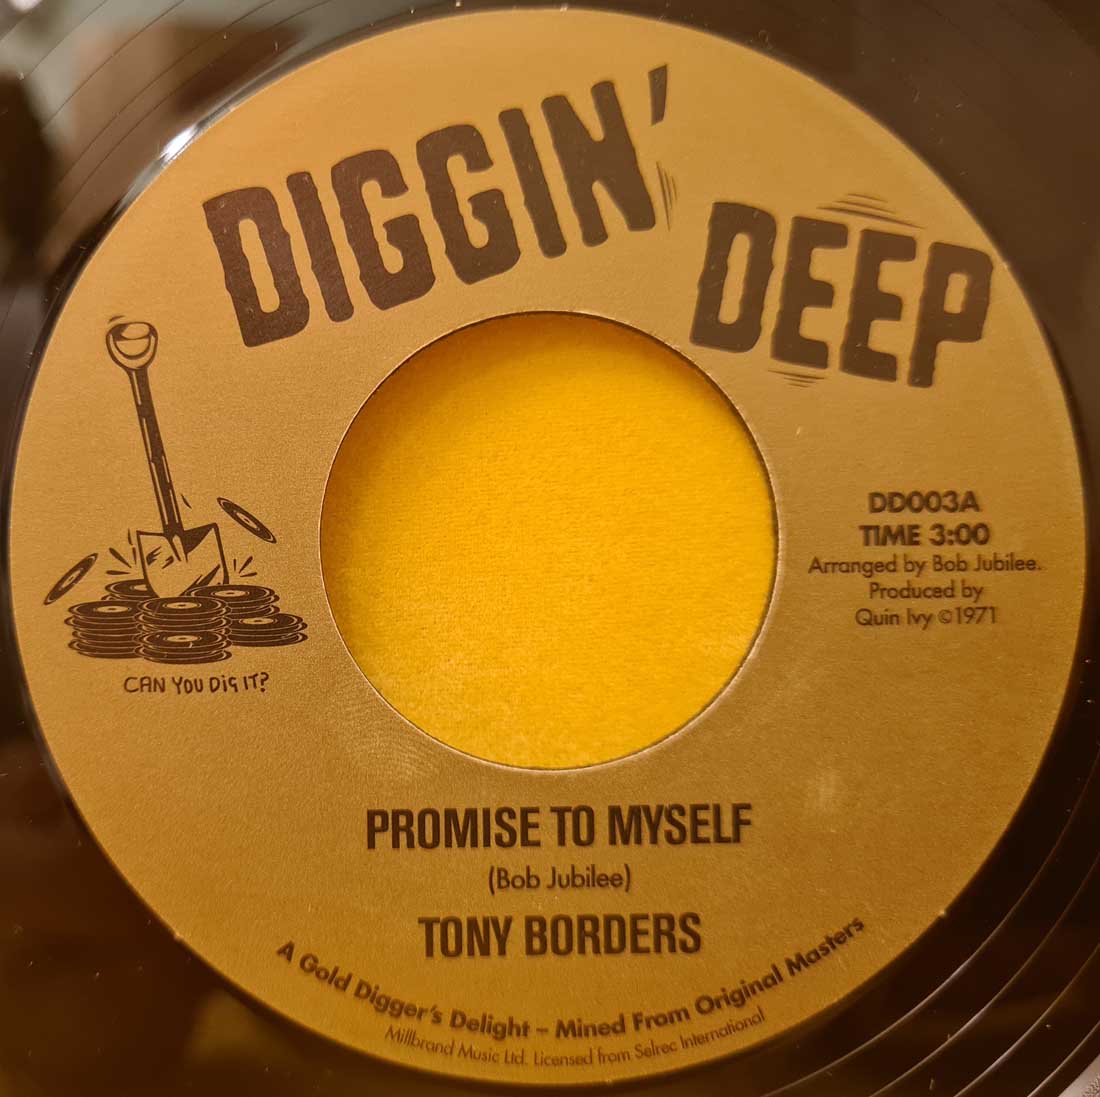 DIGGIN' DEEP
DD003A
TIME 3:00
Arranged by Bob Jubilee.
Produced by
Quin Ivy ©1971
CAN YOU DiG IT?
PROMISE TO MYSELF
(Bob Jubilee)
TONY BORDERS
A Gold Digger's Delight – Mined From Original Masters
Millbrand Music Ltd. Licensed from Selrec International